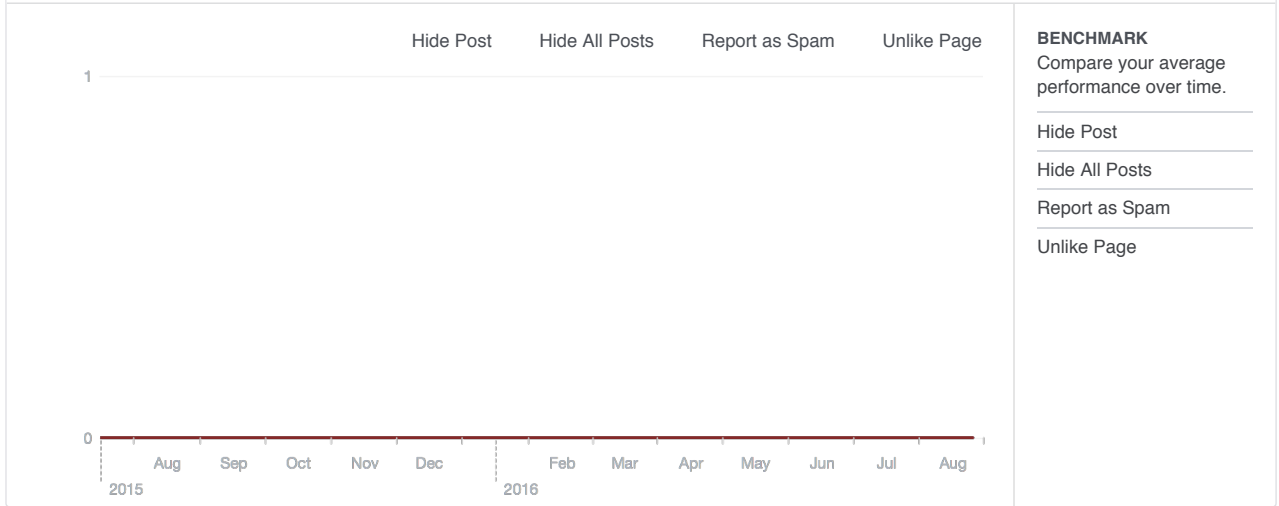 Hide Post Hide All Posts Report as Spam Unlike Page
1
0
Aug Sep Oct Nov Dec Feb Mar Apr May Jun Jul Aug
2015 2016
BENCHMARK
Compare your average
performance over time.
Hide Post
Hide All Posts
Report as Spam
Unlike Page